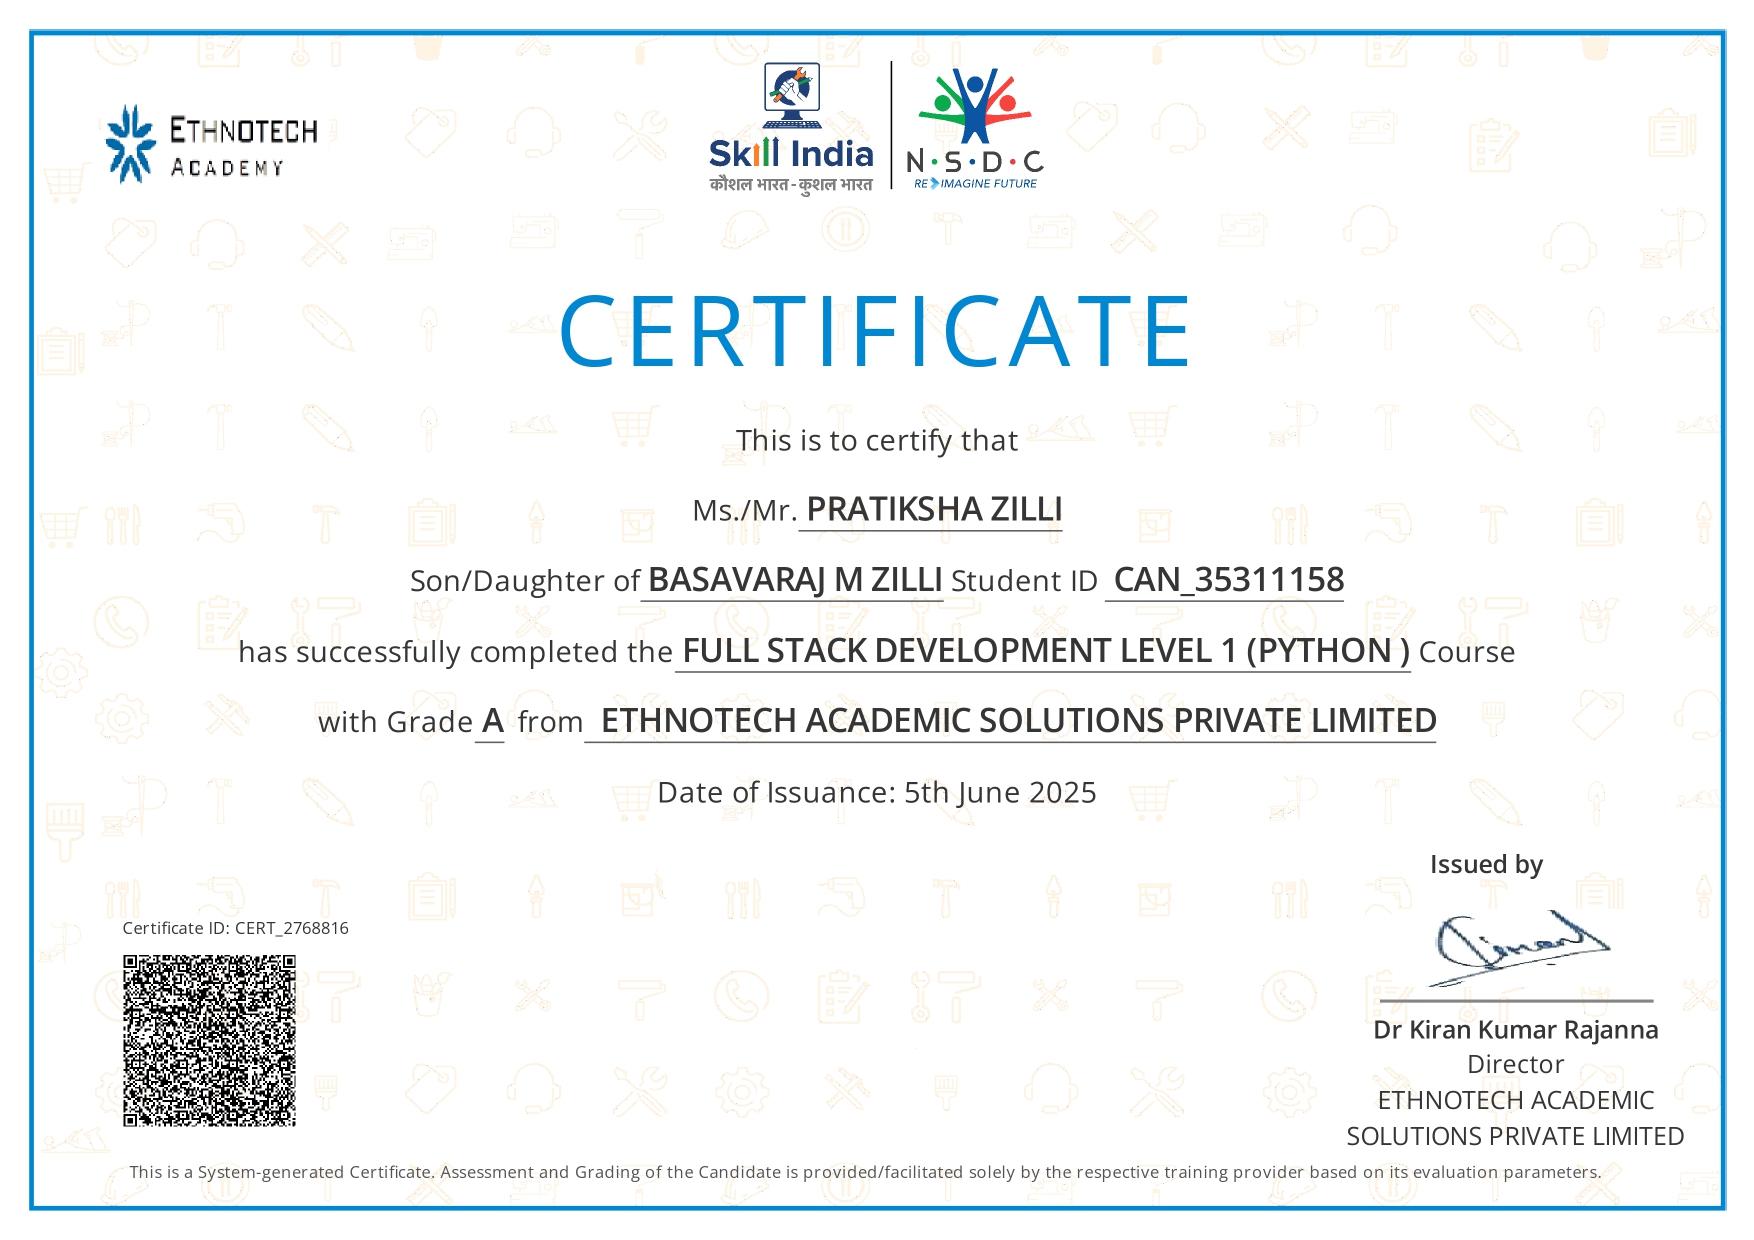 ETHNOTECH
ACADEMY
Skill India
कौशल भारत - कुशल भारत
N·S·D·C
RE IMAGINE FUTURE
CERTIFICATE
This is to certify that
Ms./Mr. PRATIKSHA ZILLI
Son/Daughter of BASAVARAJ M ZILLI Student ID CAN_35311158
has successfully completed the FULL STACK DEVELOPMENT LEVEL 1 (PYTHON ) Course
with Grade A from ETHNOTECH ACADEMIC SOLUTIONS PRIVATE LIMITED
Date of Issuance: 5th June 2025
Issued by
Certificate ID: CERT_2768816
Dr Kiran Kumar Rajanna
Director
ETHNOTECH ACADEMIC
SOLUTIONS PRIVATE LIMITED
This is a System-generated Certificate. Assessment and Grading of the Candidate is provided/facilitated solely by the respective training provider based on its evaluation parameters.